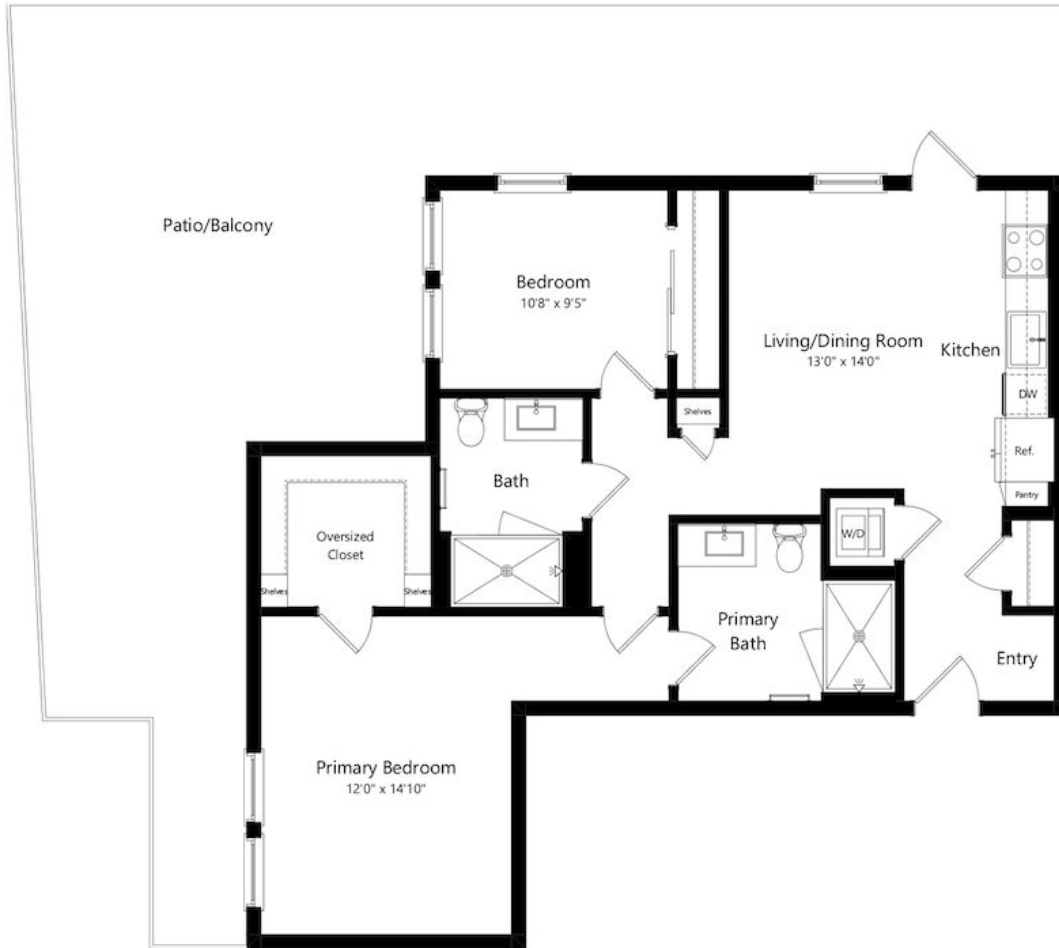 Patio/Balcony
Bedroom
10'8" x 9'5"
Living/Dining Room
13'0" x 14'0"
Kitchen
DW
Shelves
Ref.
Pantry
Bath
W/D
Oversized
Closet
Shelves
Shelves
Primary
Bath
Entry
Primary Bedroom
12'0" x 14'10"